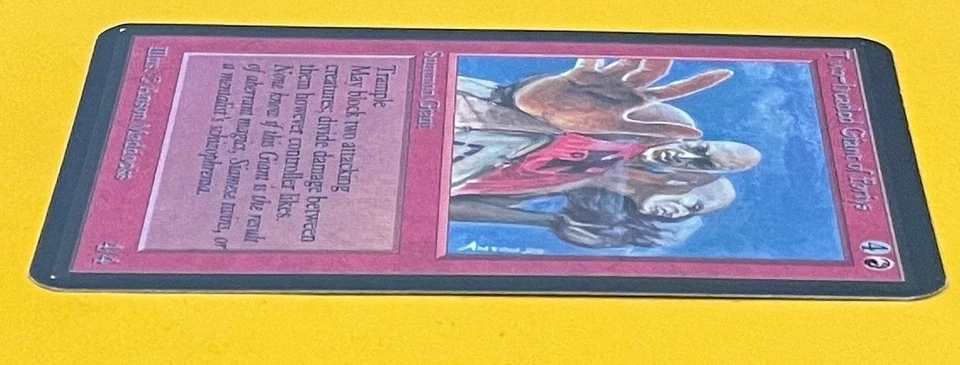 Two-Headed Giant of Foriys
4
Summon Giant
Trample
May block two attacking
creatures; divide damage between
them however controller likes.
None know if this Giant is the result
of aberrant magics, Siamese twins, or
a mentalist's schizophrenia.
Illus. © Anson Maddocks
4/4